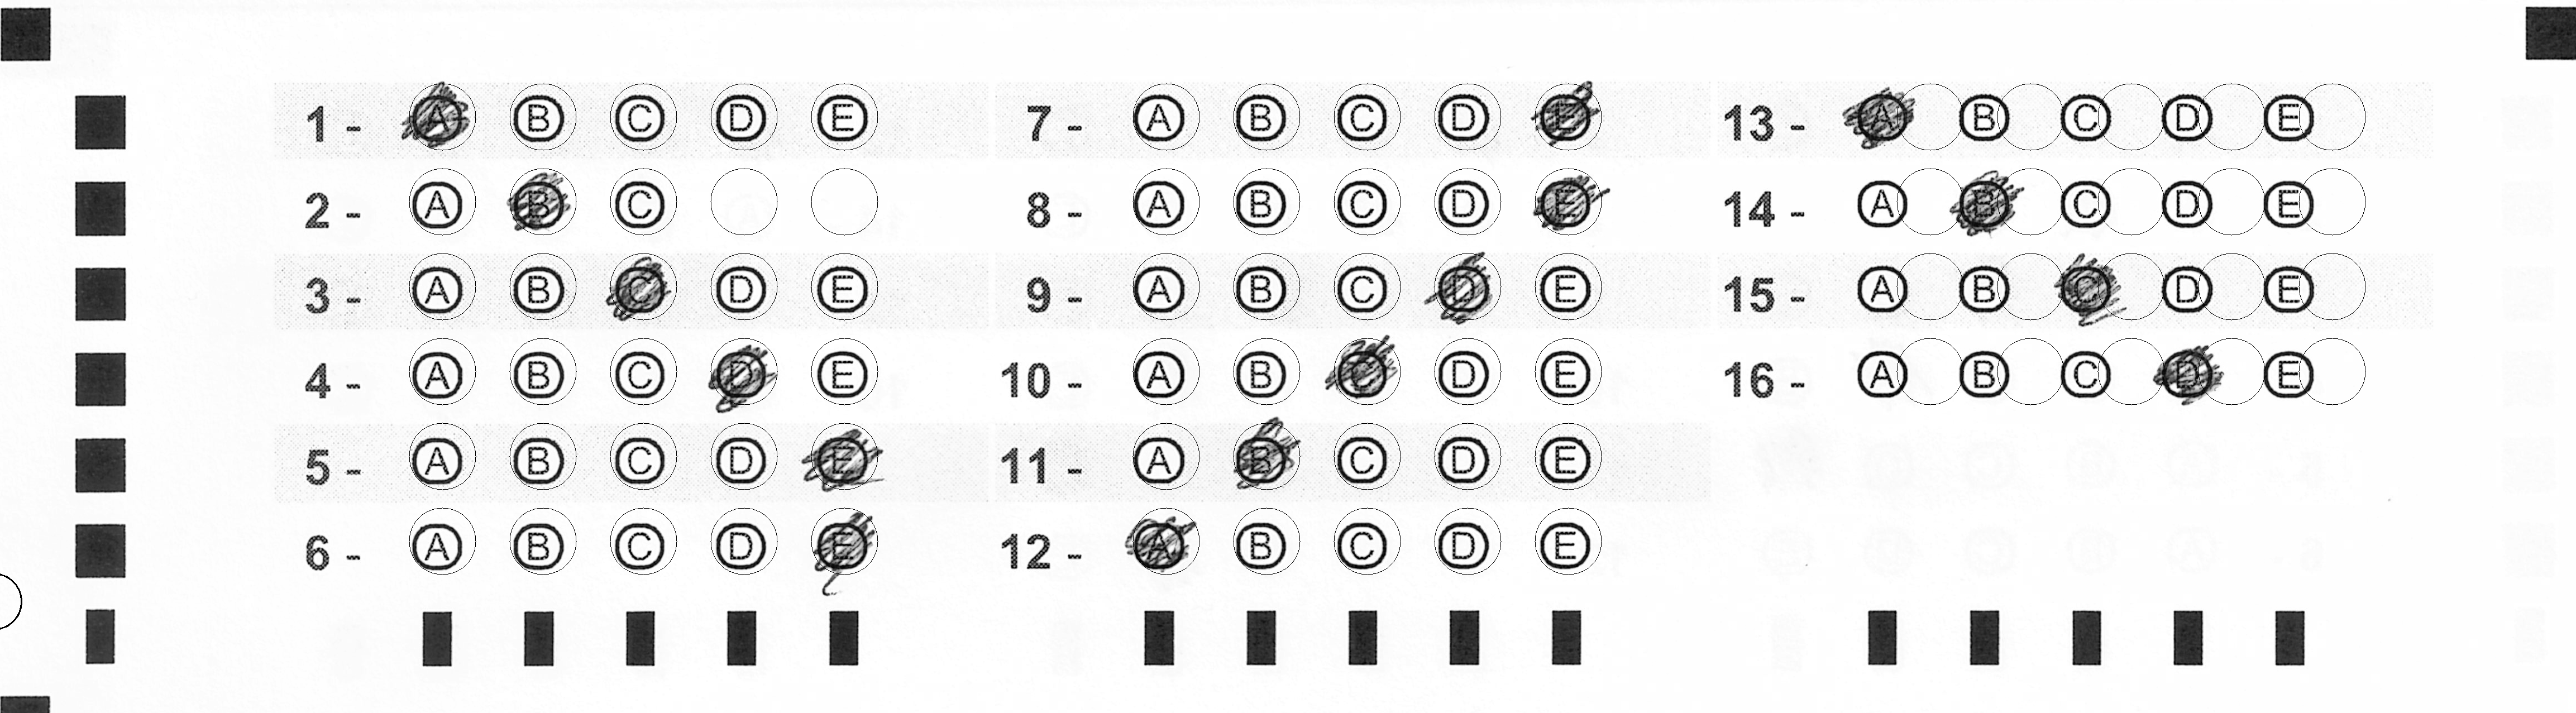 1 - A B C D E
2 - A B C
3 - A B C D E
4 - A B C D E
5 - A B C D E
6 - A B C D E
7 - A B C D E
8 - A B C D E
9 - A B C D E
10 - A B C D E
11 - A B C D E
12 - A B C D E
13 - A B C D E
14 - A B C D E
15 - A B C D E
16 - A B C D E